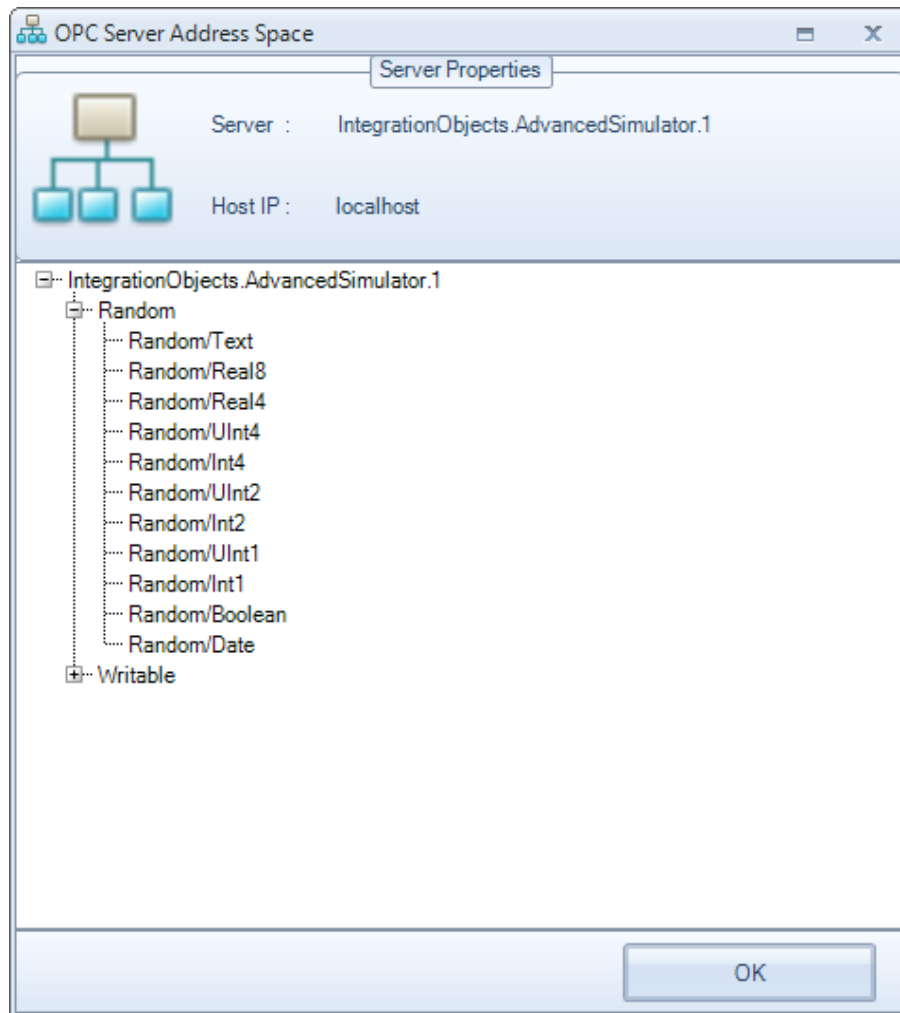 OPC Server Address Space
Server Properties
Server : IntegrationObjects.AdvancedSimulator.1
Host IP : localhost
IntegrationObjects.AdvancedSimulator.1
Random
Random/Text
Random/Real8
Random/Real4
Random/UInt4
Random/Int4
Random/UInt2
Random/Int2
Random/UInt1
Random/Int1
Random/Boolean
Random/Date
Writable
OK